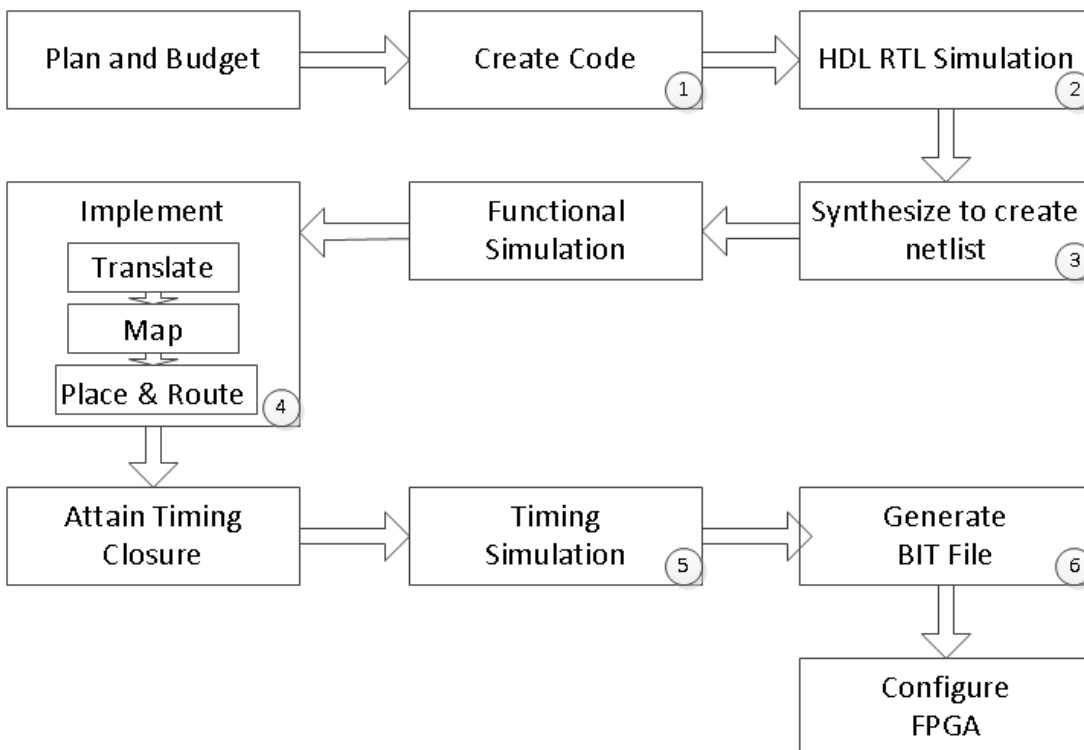 Plan and Budget
Create Code
1
HDL RTL Simulation
2
Synthesize to create
netlist
3
Functional
Simulation
Implement
Translate
Map
Place & Route
4
Attain Timing
Closure
Timing
Simulation
5
Generate
BIT File
6
Configure
FPGA